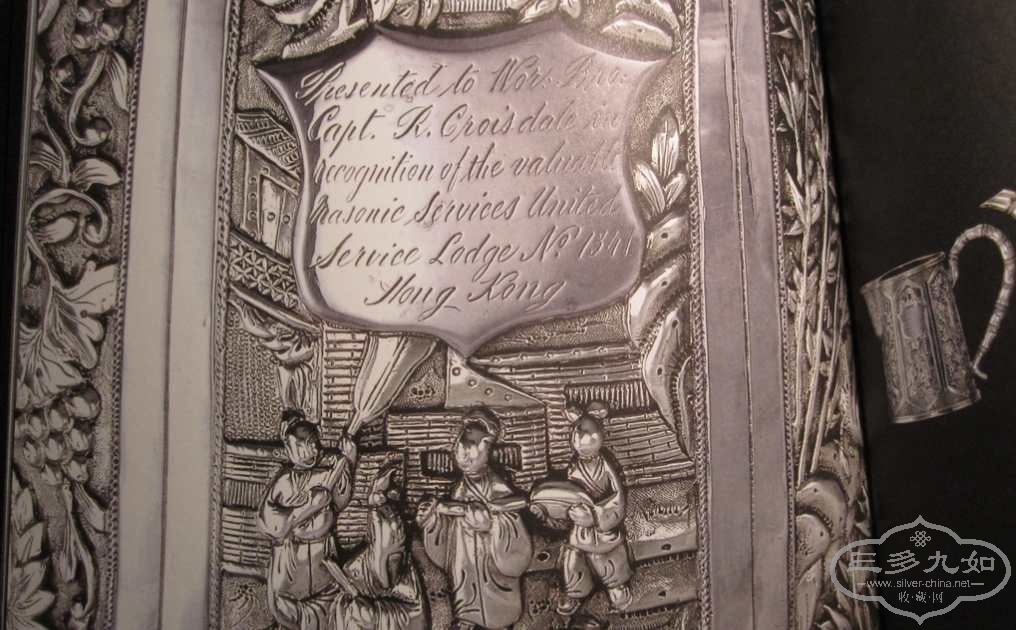 Presented to Wor. Bro:
Capt. R. Croisdale in
recognition of the valuable
Masonic Services United
Service Lodge No. 1341
Hong Kong
三多九如
www.silver-china.net
收·藏·网